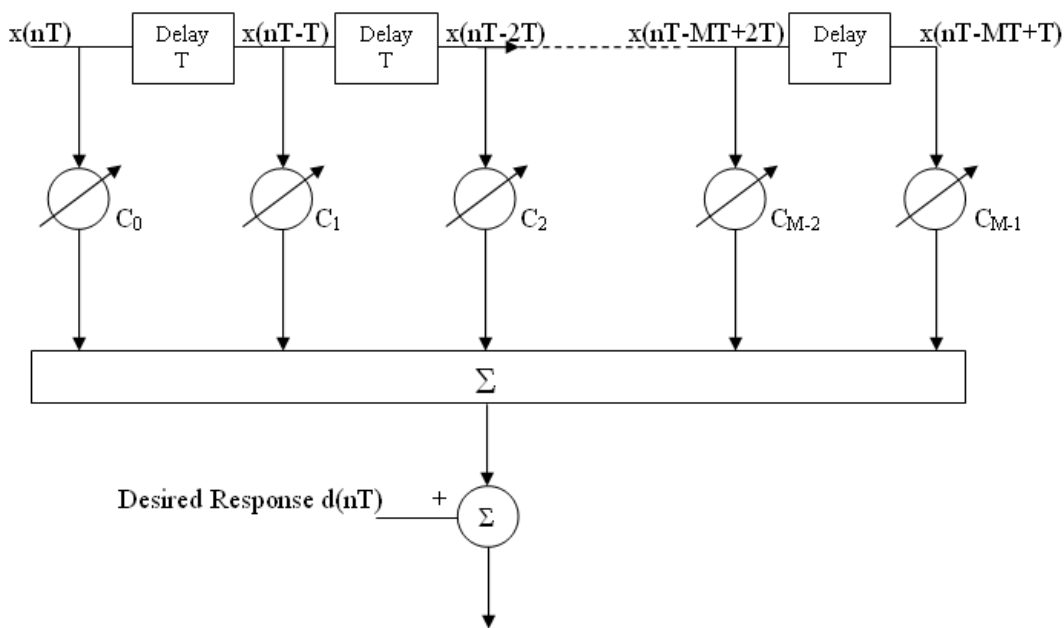 x(nT) Delay T x(nT-T) Delay T x(nT-2T) x(nT-MT+2T) Delay T x(nT-MT+T)
C0 C1 C2 CM-2 CM-1
Σ
Desired Response d(nT) +
Σ